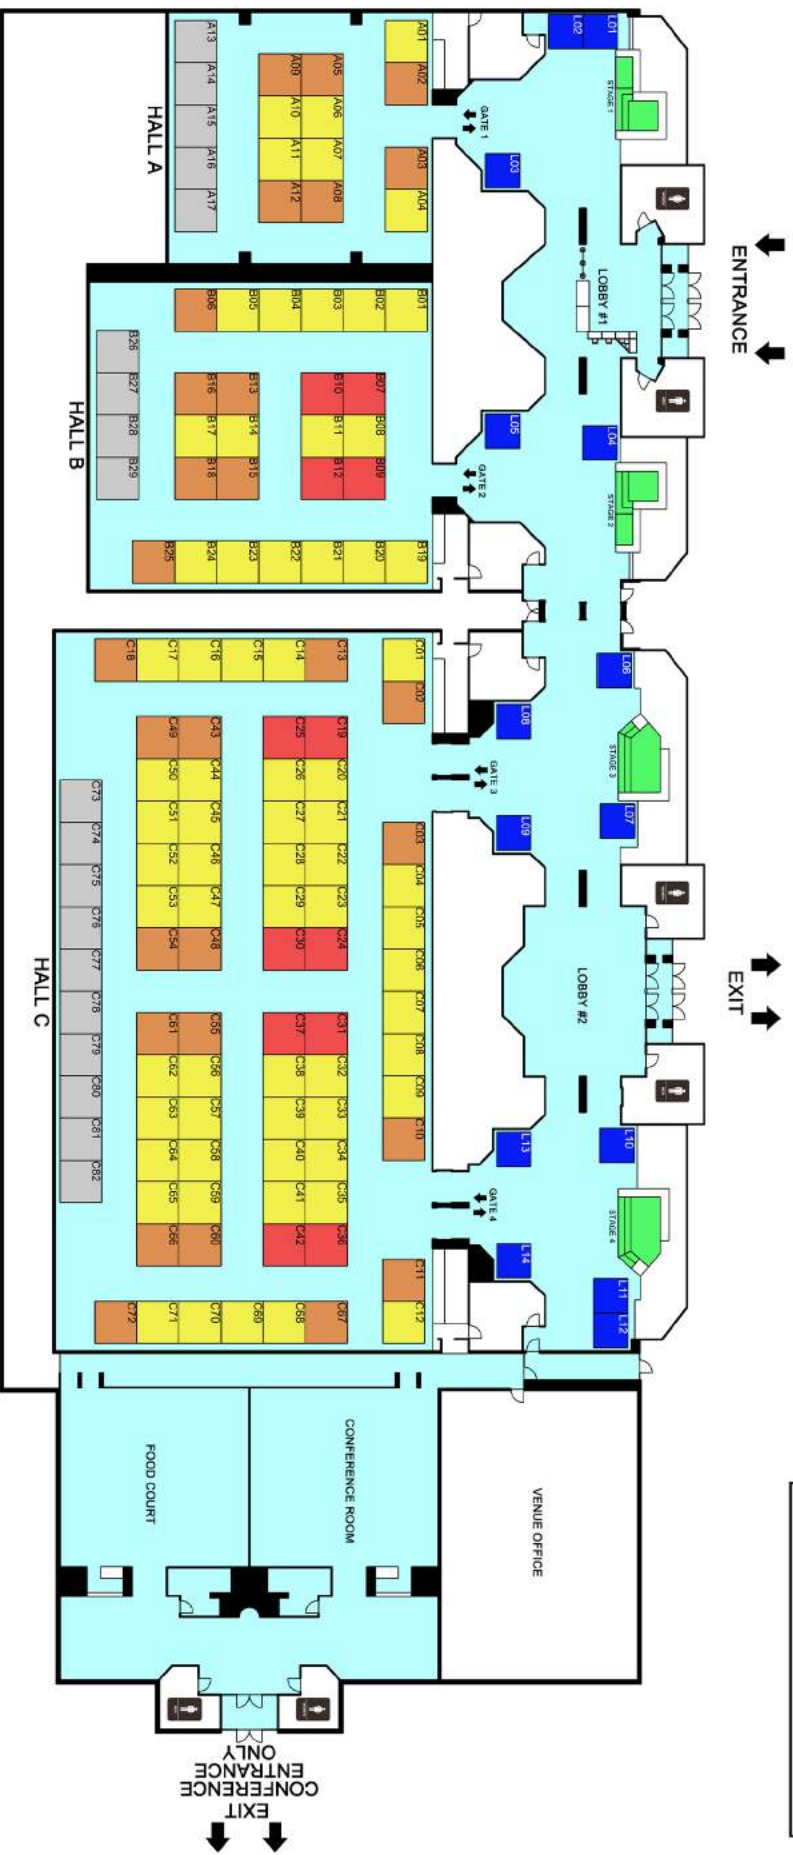 ENTRANCE
EXIT
STAGE 1
LOBBY #1
STAGE 2
STAGE 3
LOBBY #2
STAGE 4
L01
L02
L03
L04
L05
L06
L07
L08
L09
L10
L11
L12
L13
L14
GATE 1
GATE 2
GATE 3
GATE 4
A01
A02
A03
A04
A05
A06
A07
A08
A09
A10
A11
A12
A13
A14
A15
A16
A17
HALL A
B01
B02
B03
B04
B05
B06
B07
B08
B09
B10
B11
B12
B13
B14
B15
B16
B17
B18
B19
B20
B21
B22
B23
B24
B25
B26
B27
B28
B29
HALL B
C01
C02
C03
C04
C05
C06
C07
C08
C09
C10
C11
C12
C13
C14
C15
C16
C17
C18
C19
C20
C21
C22
C23
C24
C25
C26
C27
C28
C29
C30
C31
C32
C33
C34
C35
C36
C37
C38
C39
C40
C41
C42
C43
C44
C45
C46
C47
C48
C49
C50
C51
C52
C53
C54
C55
C56
C57
C58
C59
C60
C61
C62
C63
C64
C65
C66
C67
C68
C69
C70
C71
C72
C73
C74
C75
C76
C77
C78
C79
C80
C81
C82
HALL C
VENUE OFFICE
CONFERENCE ROOM
FOOD COURT
EXIT
CONFERENCE
ENTRANCE
ONLY